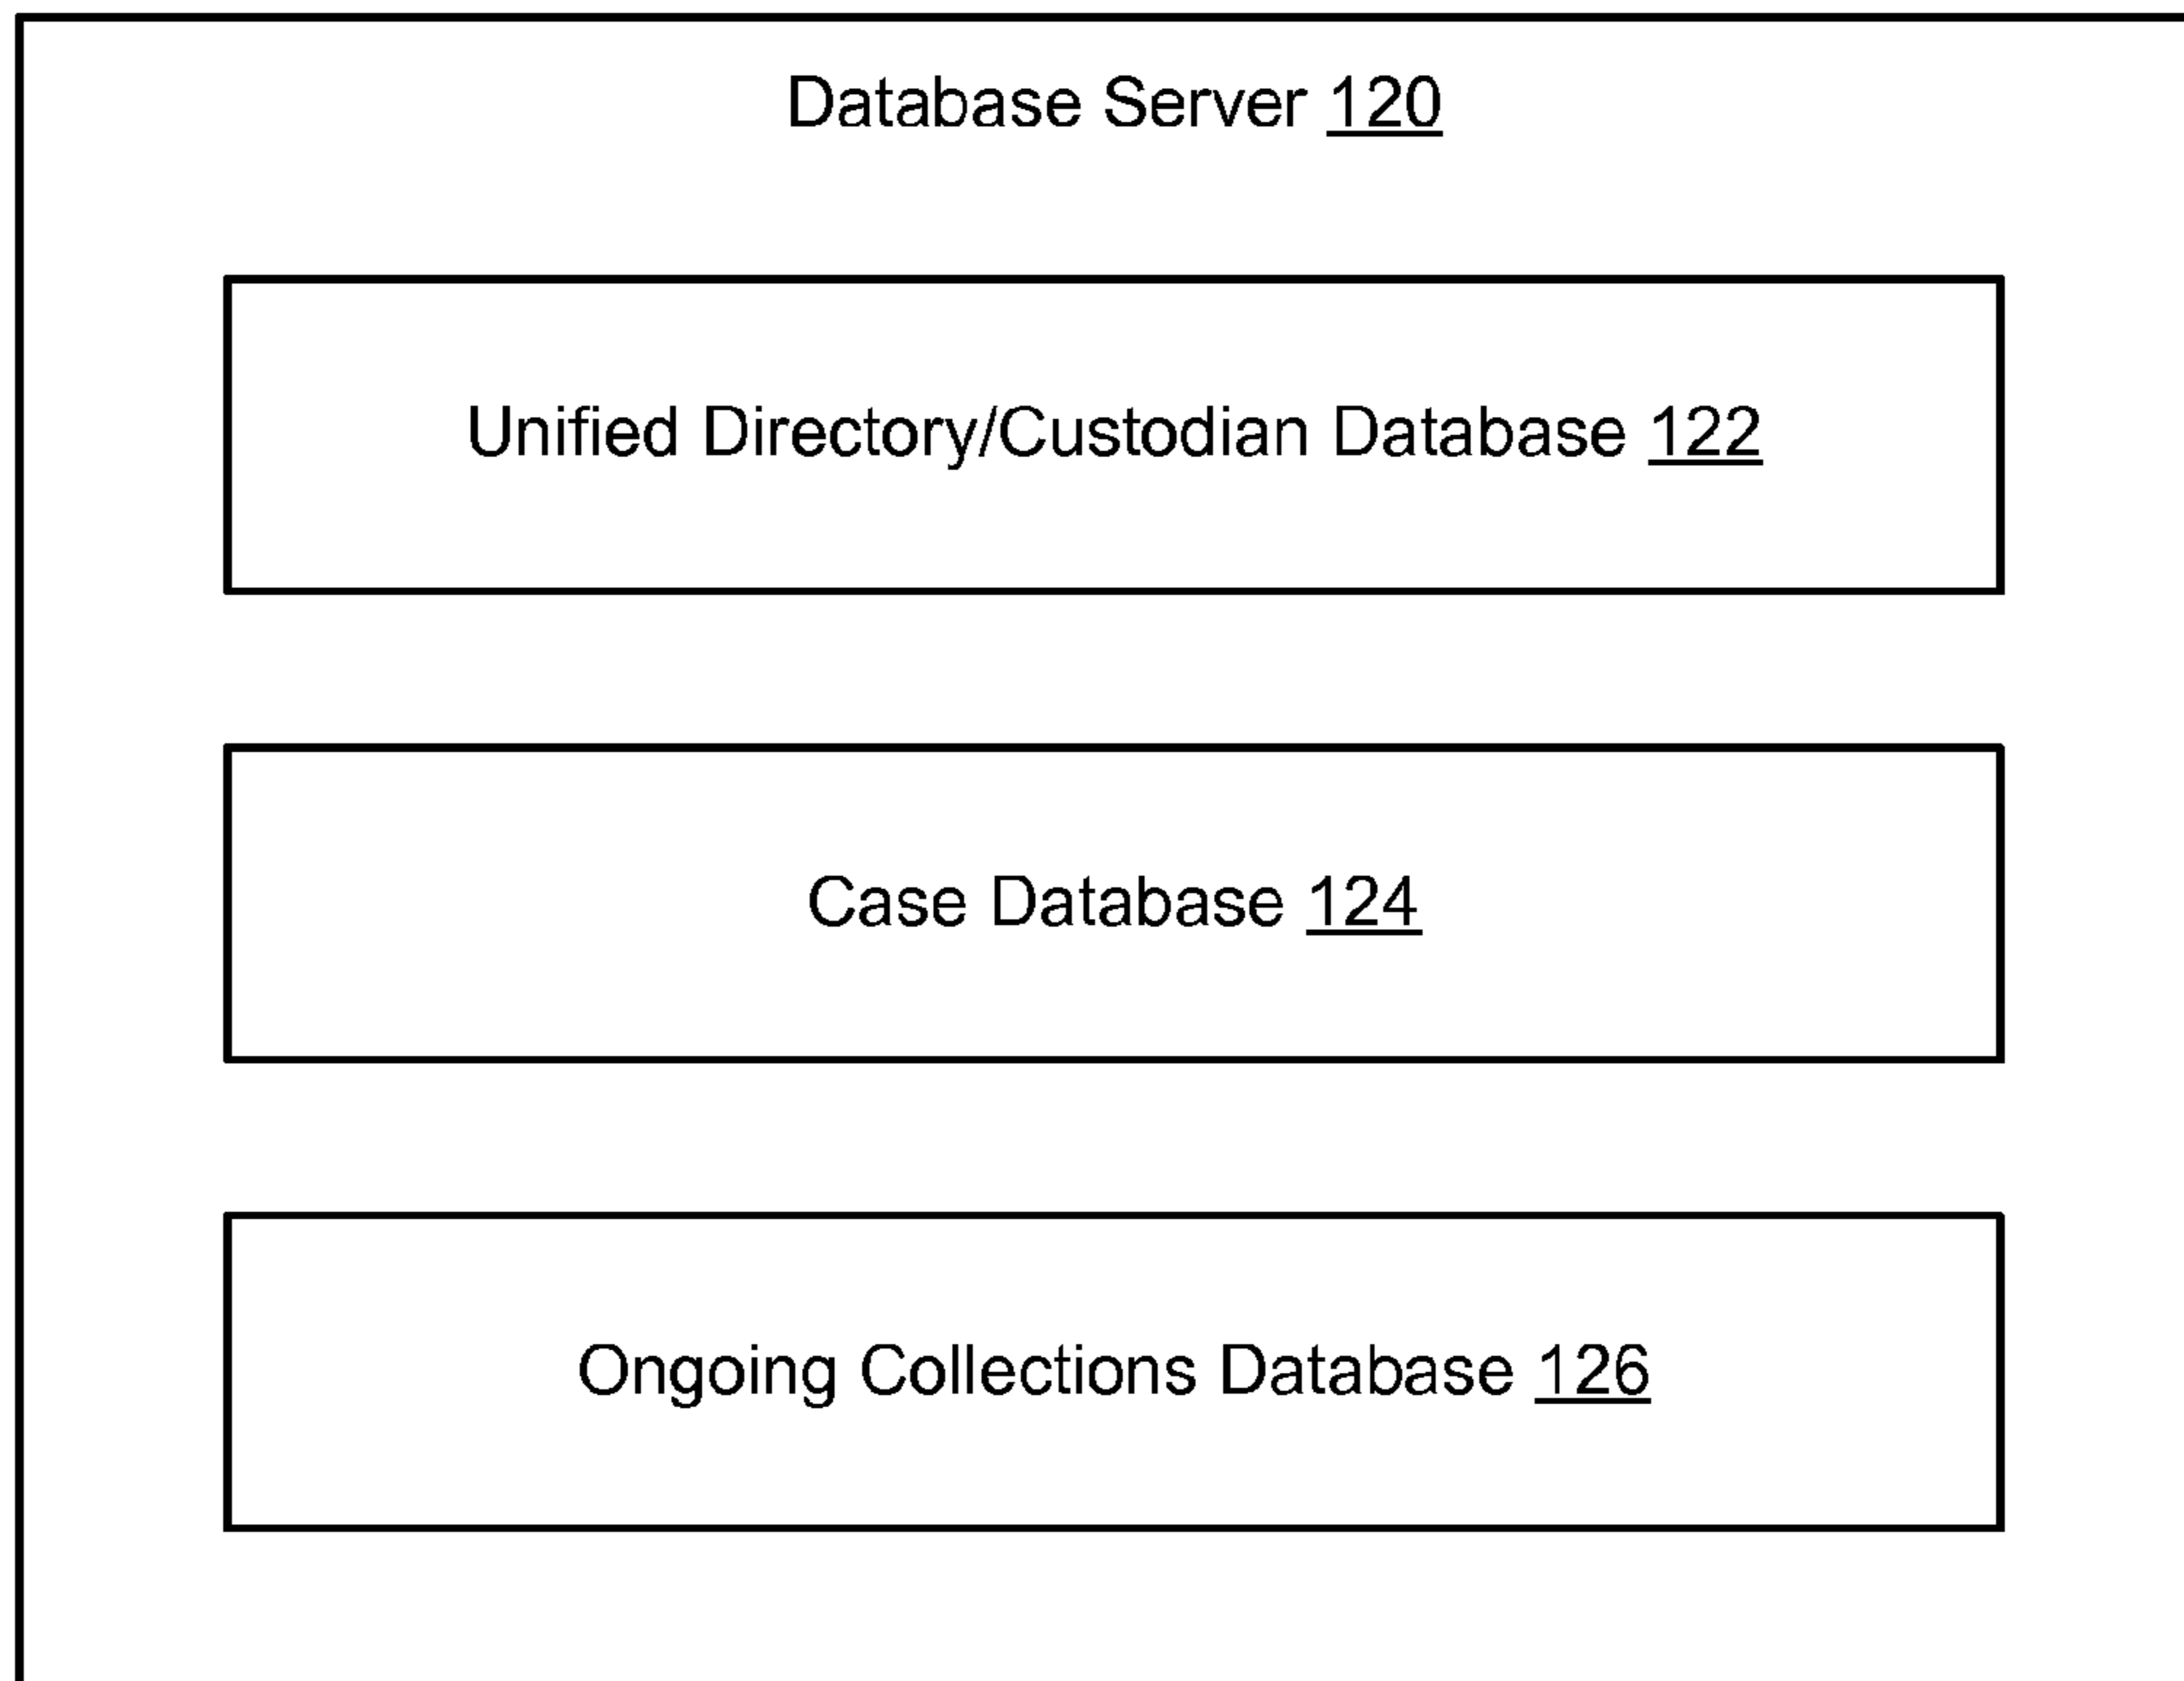 Database Server 120
Unified Directory/Custodian Database 122
Case Database 124
Ongoing Collections Database 126